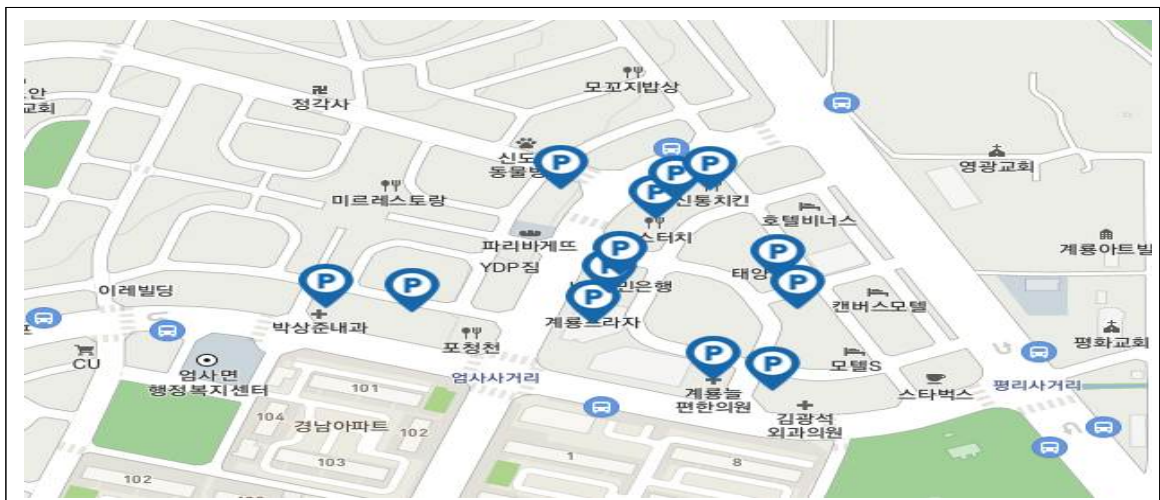 모꼬지밥상
정각사
안
교회
신도
동물병
영광교회
미르레스토랑
신통치킨
호텔비너스
파리바게뜨
스터치
계룡아트빌
YDP짐
태양
민은행
이레빌딩
캔버스모텔
박상준내과
계룡프라자
포청천
평화교회
CU
엄사면
행정복지센터
엄사사거리
모텔S
101
계룡늘
편한의원
스타벅스
평리사거리
104
경남아파트
102
김광석
외과의원
103
1
8
102
P
P
P
P
P
P
P
P
P
P
P
P
P